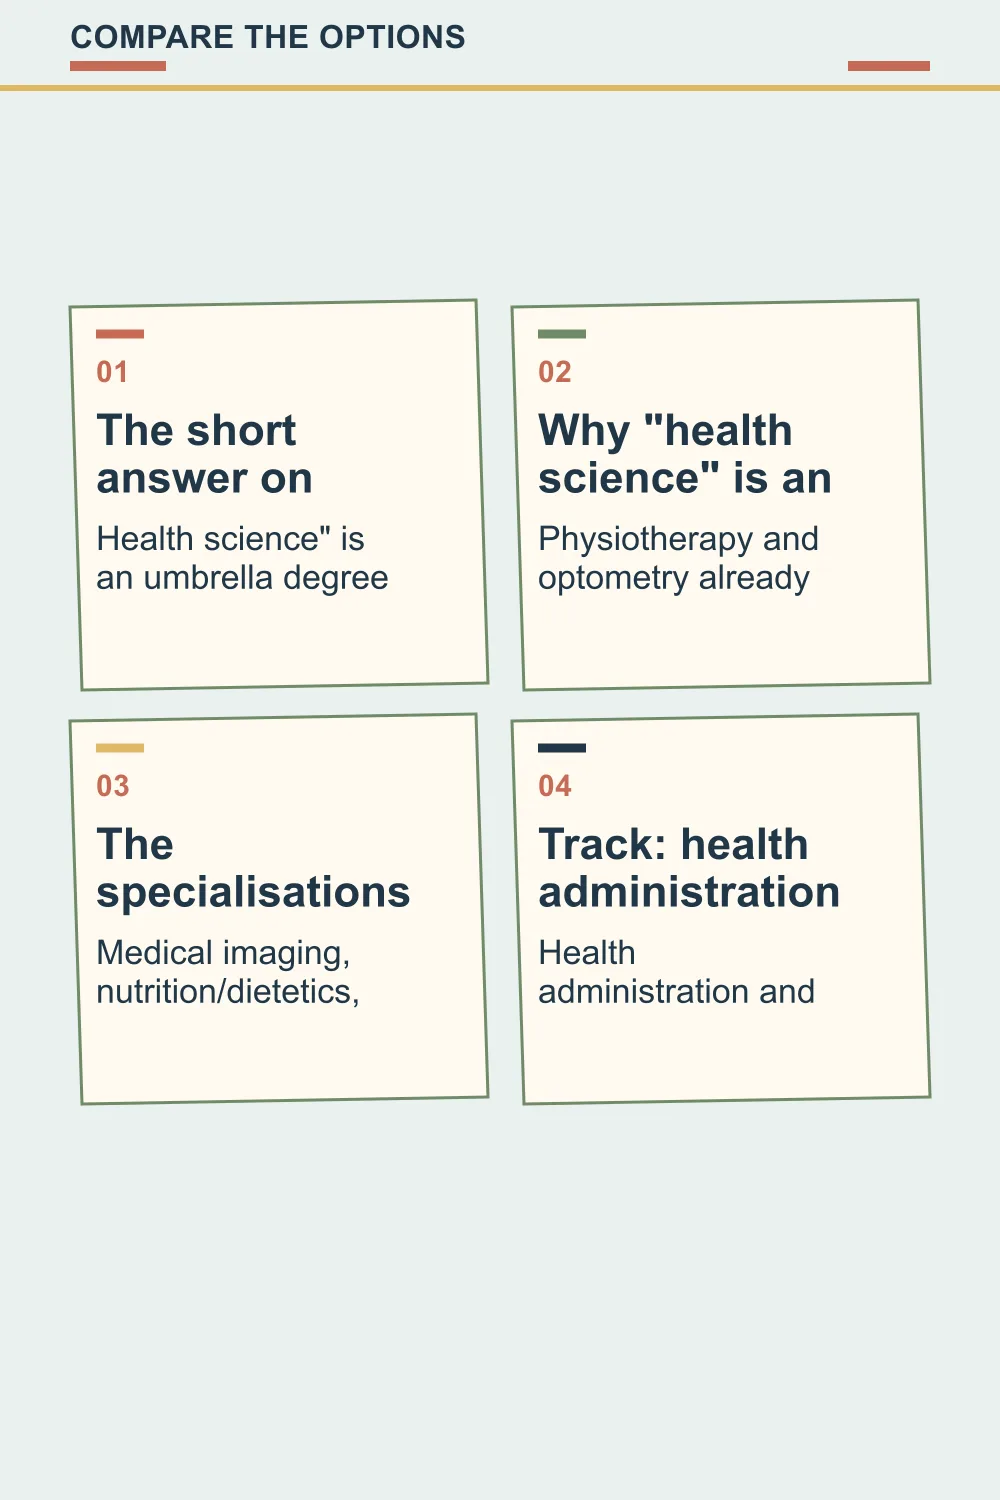 COMPARE THE OPTIONS
01
The short
answer on
Health science" is
an umbrella degree
02
Why "health
science" is an
Physiotherapy and
optometry already
03
The
specialisations
Medical imaging,
nutrition/dietetics,
04
Track: health
administration
Health
administration and